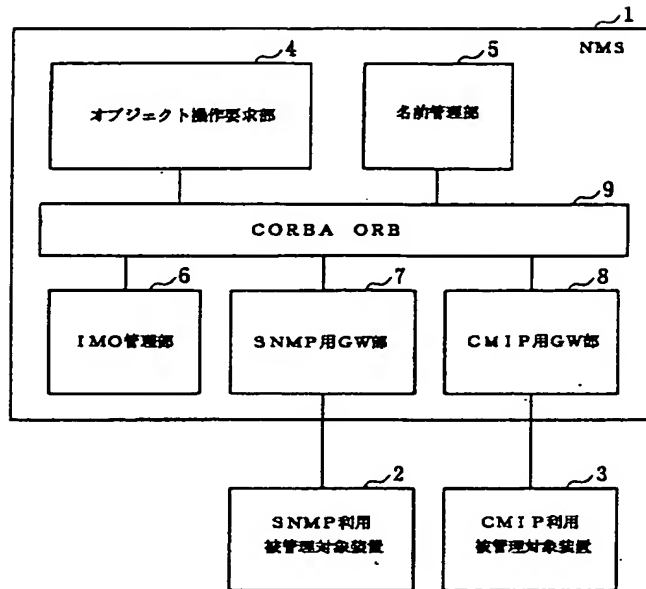 1
NMS
4
5
オブジェクト操作要求部
名前管理部
9
CORBA ORB
6
7
8
IMO管理部
SNMP用GW部
CMIP用GW部
2
3
SNMP利用
被管理対象装置
CMIP利用
被管理対象装置